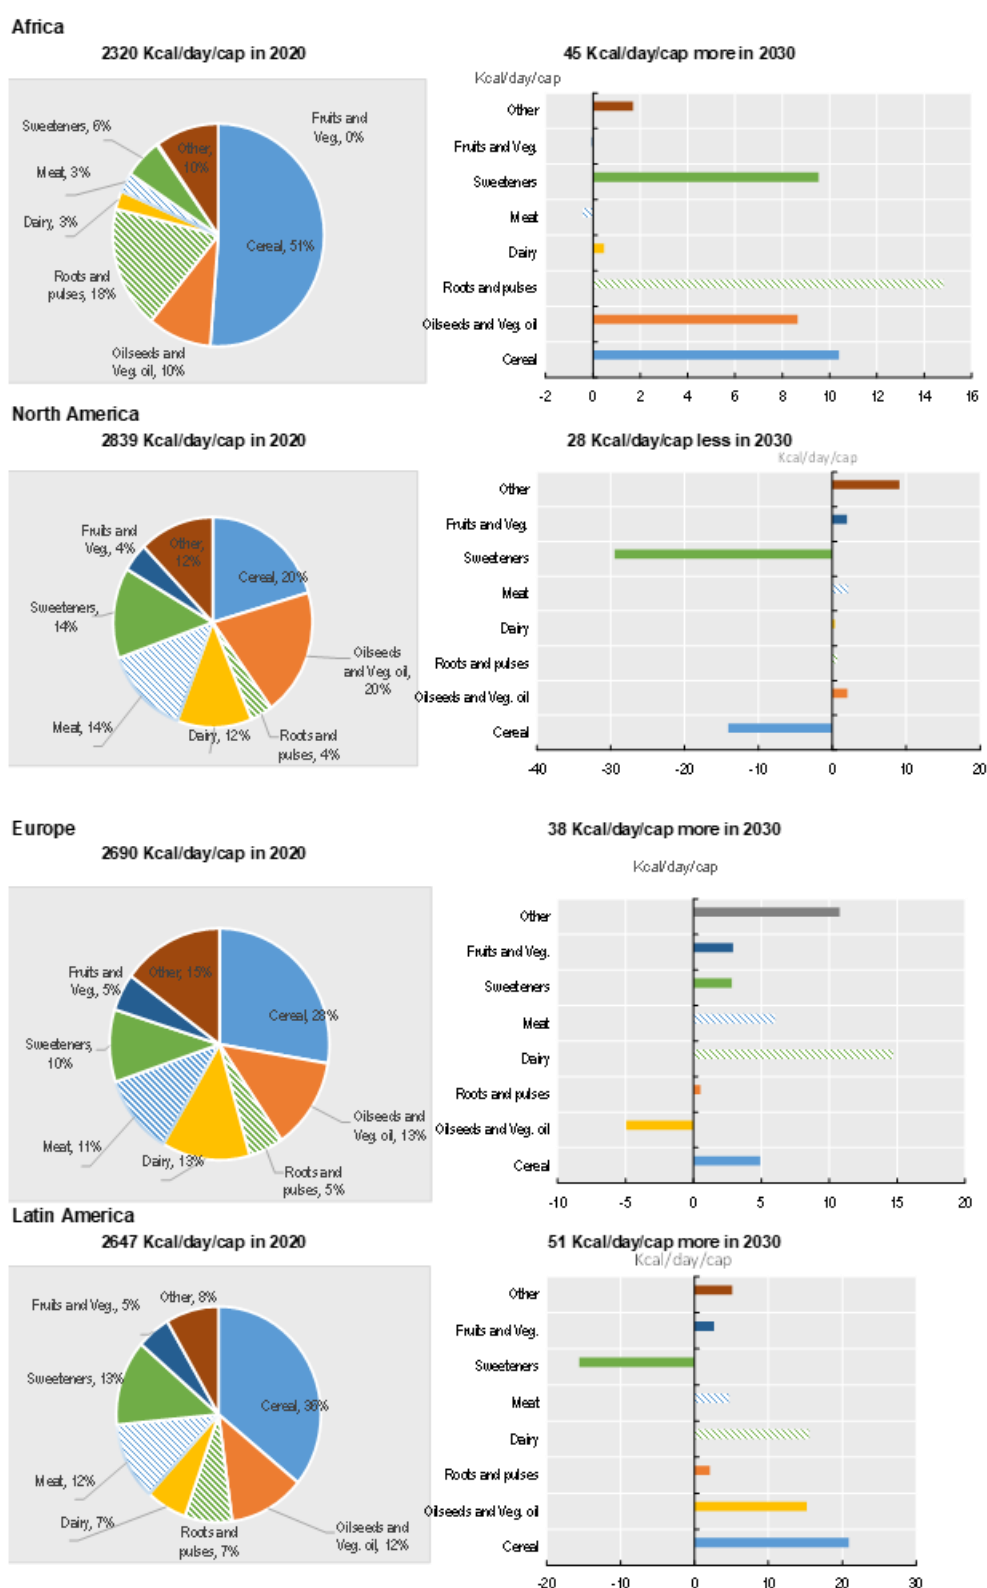 Africa
2320 Kcal/day/cap in 2020
45 Kcal/day/cap more in 2030
Kcal/day/cap
Fruits and
Veg, 0%
Sweeteners, 6%
Other,
10%
Meat, 3%
Dairy, 3%
Cereal, 51%
Roots and
pulses, 18%
Oilseeds and
Veg. oil, 10%
Other
Fruits and Veg.
Sweeteners
Meat
Dairy
Roots and pulses
Oilseeds and Veg. oil
Cereal
-2 0 2 4 6 8 10 12 14 16
North America
2839 Kcal/day/cap in 2020
28 Kcal/day/cap less in 2030
Kcal/day/cap
Fruits and
Veg, 4%
Other,
12%
Cereal, 20%
Sweeteners,
14%
Oilseeds
and Veg. oil,
20%
Meat, 14%
Dairy, 12%
Roots and
pulses, 4%
Other
Fruits and Veg.
Sweeteners
Meat
Dairy
Roots and pulses
Oilseeds and Veg. oil
Cereal
-40 -30 -20 -10 0 10 20
Europe
2690 Kcal/day/cap in 2020
38 Kcal/day/cap more in 2030
Kcal/day/cap
Fruits and
Veg, 5%
Other, 15%
Cereal, 28%
Sweeteners,
10%
Oilseeds and
Veg. oil, 13%
Meat, 11%
Dairy, 13%
Roots and
pulses, 5%
Other
Fruits and Veg.
Sweeteners
Meat
Dairy
Roots and pulses
Oilseeds and Veg. oil
Cereal
-10 -5 0 5 10 15 20
Latin America
2647 Kcal/day/cap in 2020
51 Kcal/day/cap more in 2030
Kcal/day/cap
Fruits and Veg., 5%
Other, 8%
Sweeteners, 13%
Cereal, 36%
Meat, 12%
Dairy, 7%
Roots and
pulses, 7%
Oilseeds and
Veg. oil, 12%
Other
Fruits and Veg.
Sweeteners
Meat
Dairy
Roots and pulses
Oilseeds and Veg. oil
Cereal
-20 -10 0 10 20 30